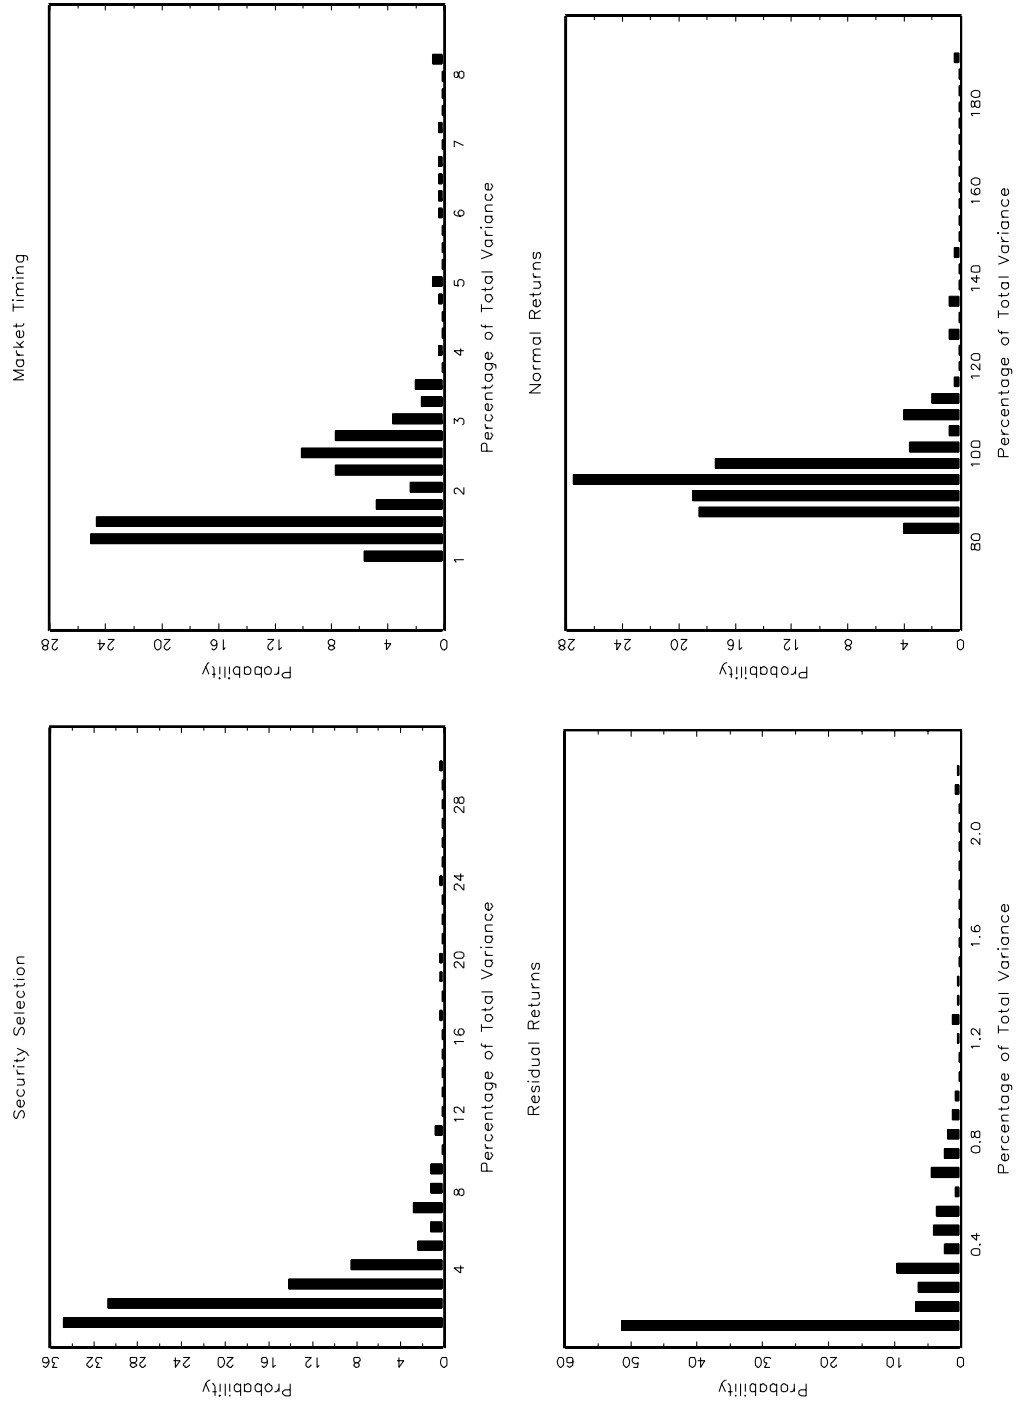 Security Selection
Probability
36 32 28 24 20 16 12 8 4 0
4 8 12 16 20 24 28
Percentage of Total Variance
Market Timing
Probability
28 24 20 16 12 8 4 0
1 2 3 4 5 6 7 8
Percentage of Total Variance
Residual Returns
Probability
60 50 40 30 20 10 0
0.4 0.8 1.2 1.6 2.0
Percentage of Total Variance
Normal Returns
Probability
28 24 20 16 12 8 4 0
80 100 120 140 160 180
Percentage of Total Variance